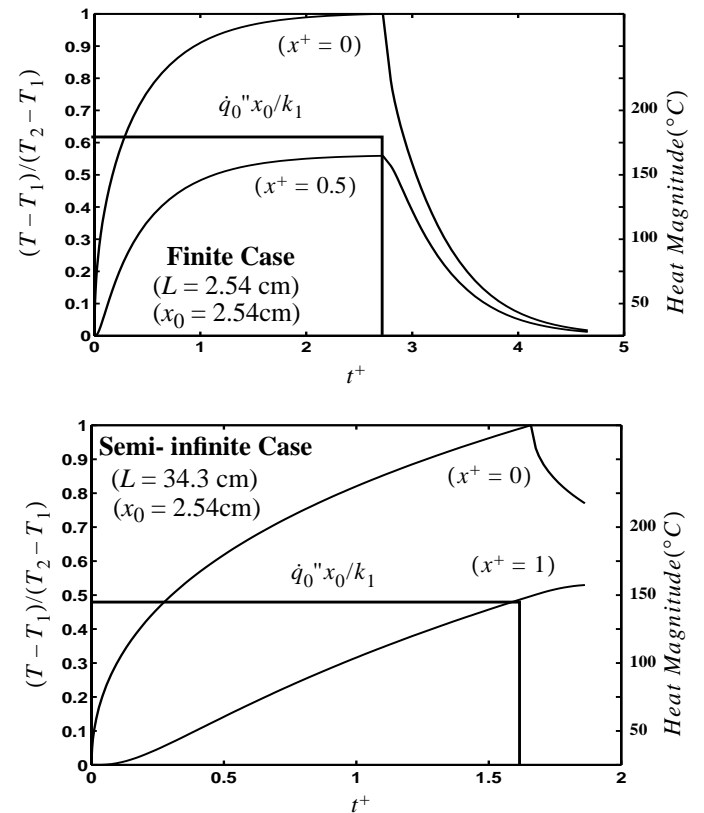 1
0.9
0.8
0.7
0.6
0.5
0.4
0.3
0.2
0.1
0
(T – T₁)/(T₂ – T₁)
(x⁺ = 0)
q̇₀"x₀/k₁
(x⁺ = 0.5)
Finite Case
(L = 2.54 cm)
(x₀ = 2.54cm)
200
150
100
50
Heat Magnitude(°C)
0 1 2 3 4 5
t⁺
1
0.9
0.8
0.7
0.6
0.5
0.4
0.3
0.2
0.1
0
(T – T₁)/(T₂ – T₁)
Semi- infinite Case
(L = 34.3 cm)
(x₀ = 2.54cm)
(x⁺ = 0)
q̇₀"x₀/k₁
(x⁺ = 1)
200
150
100
50
Heat Magnitude(°C)
0 0.5 1 1.5 2
t⁺